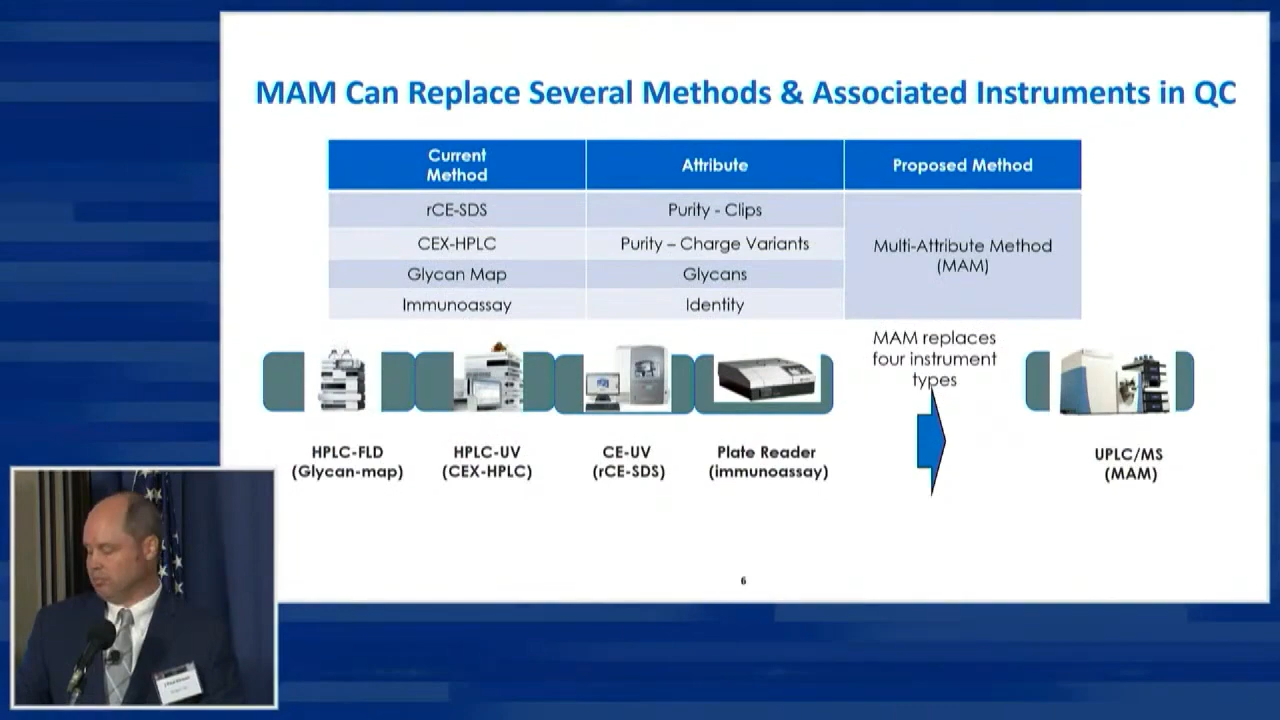 MAM Can Replace Several Methods & Associated Instruments in QC
Current
Method
Attribute
Proposed Method
rCE-SDS
Purity - Clips
CEX-HPLC
Purity – Charge Variants
Multi-Attribute Method
(MAM)
Glycan Map
Glycans
Immunoassay
Identity
MAM replaces
four instrument
types
HPLC-FLD
(Glycan-map)
HPLC-UV
(CEX-HPLC)
CE-UV
(rCE-SDS)
Plate Reader
(immunoassay)
UPLC/MS
(MAM)
6